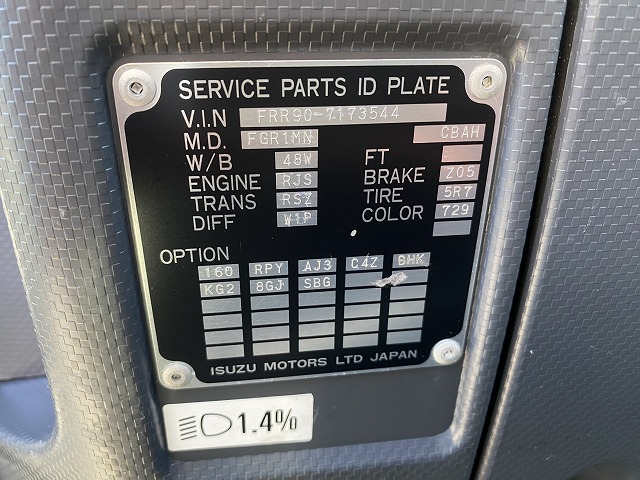 SERVICE PARTS ID PLATE
V.I.N FRR90-7173544
M.D. FGR1MN CBAH
W/B 48W FT
ENGINE RJS BRAKE Z05
TRANS RSZ TIRE 5R7
DIFF W1P COLOR 729
OPTION
160 RPY AJ3 C4Z BHK
KG2 8GJ SBG
ISUZU MOTORS LTD JAPAN
1.4%